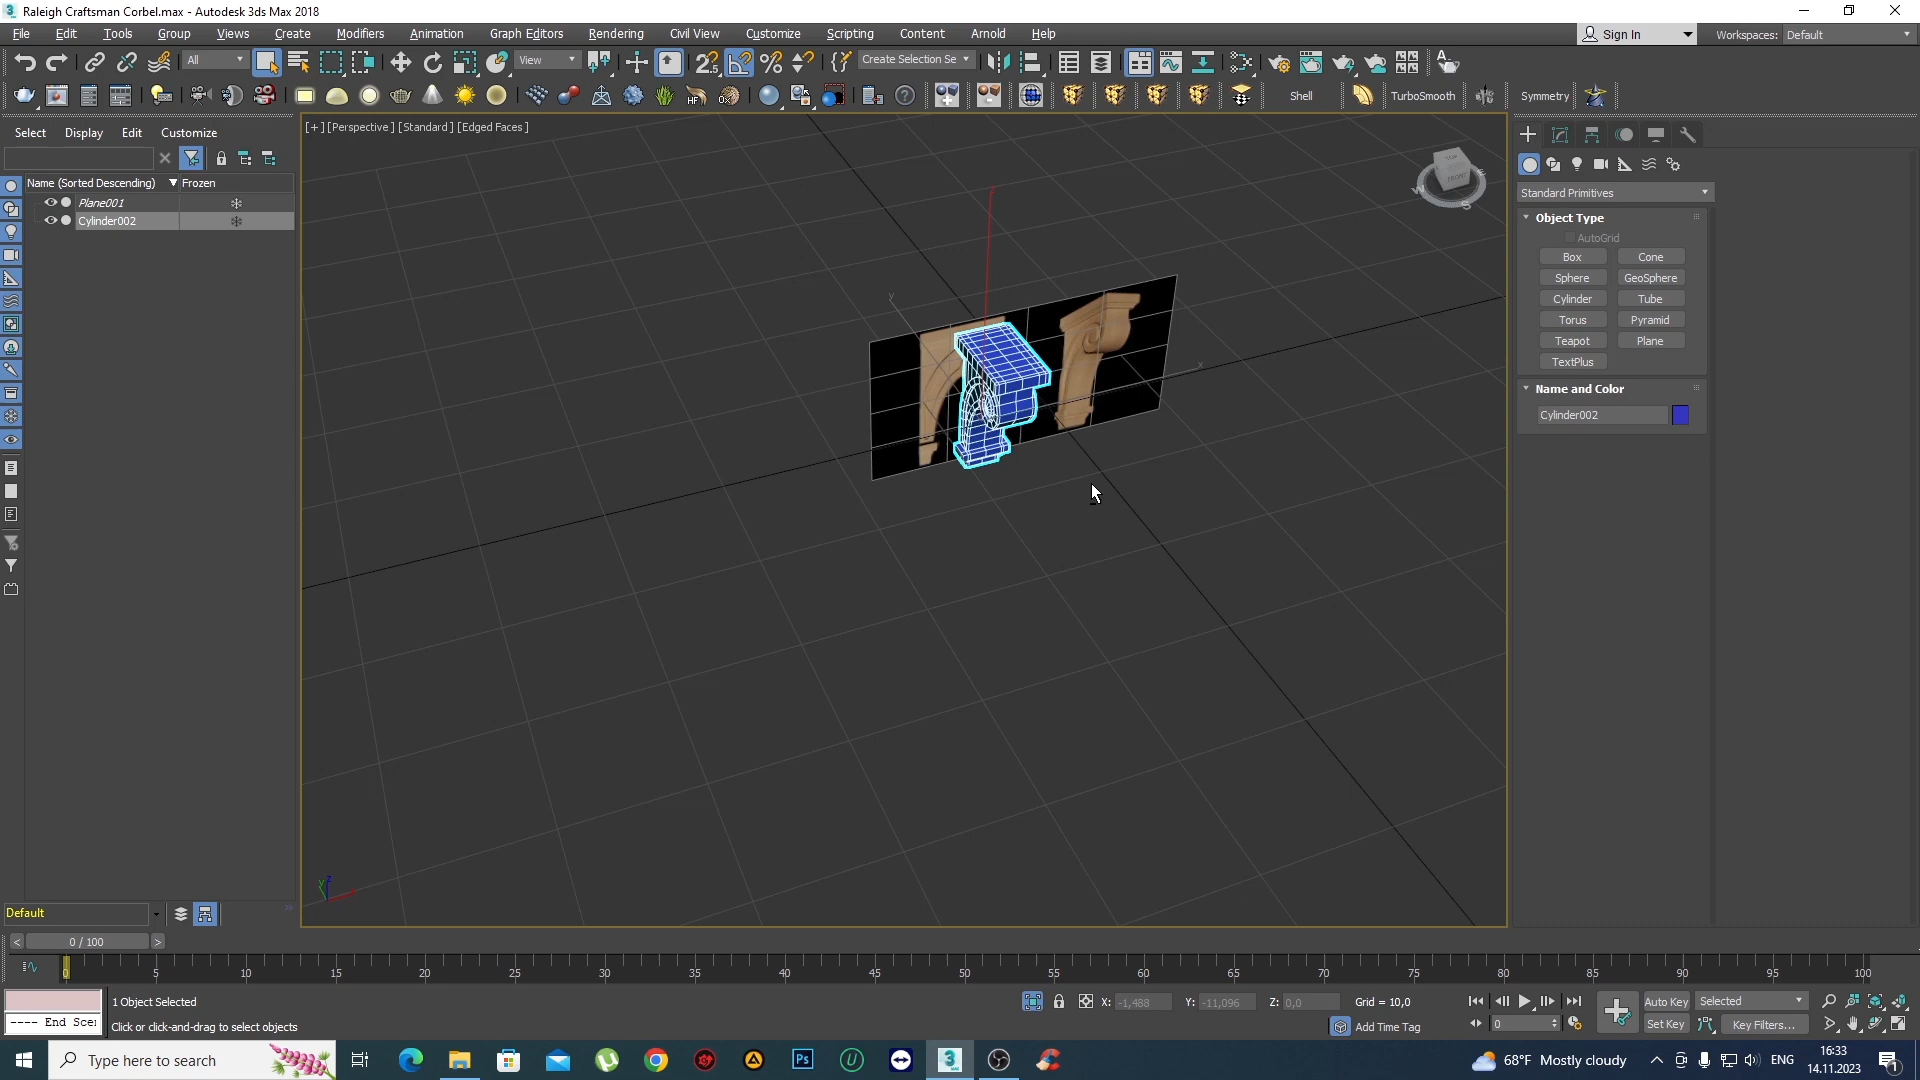 Raleigh Craftsman Corbel.max - Autodesk 3ds Max 2018
File Edit Tools Group Views Create Modifiers Animation Graph Editors Rendering Civil View Customize Scripting Content Arnold Help
Sign In Workspaces: Default
All View Create Selection Se
Shell TurboSmooth Symmetry
Select Display Edit Customize
[+] [Perspective] [Standard] [Edged Faces]
Name (Sorted Descending) Frozen
Plane001
Cylinder002
TOP
FRONT
W
S
Standard Primitives
Object Type
AutoGrid
Box Cone
Sphere GeoSphere
Cylinder Tube
Torus Pyramid
Teapot Plane
TextPlus
Name and Color
Cylinder002
y
x
z
y
Default
< 0 / 100 >
0 5 10 15 20 25 30 35 40 45 50 55 60 65 70 75 80 85 90 95 100
1 Object Selected
X: -1,488 Y: -11,096 Z: 0,0 Grid = 10,0
Auto Key Selected
---- End Sce
Click or click-and-drag to select objects
Add Time Tag
0
Set Key Key Filters...
Type here to search
68°F Mostly cloudy
ENG
16:33
14.11.2023
1